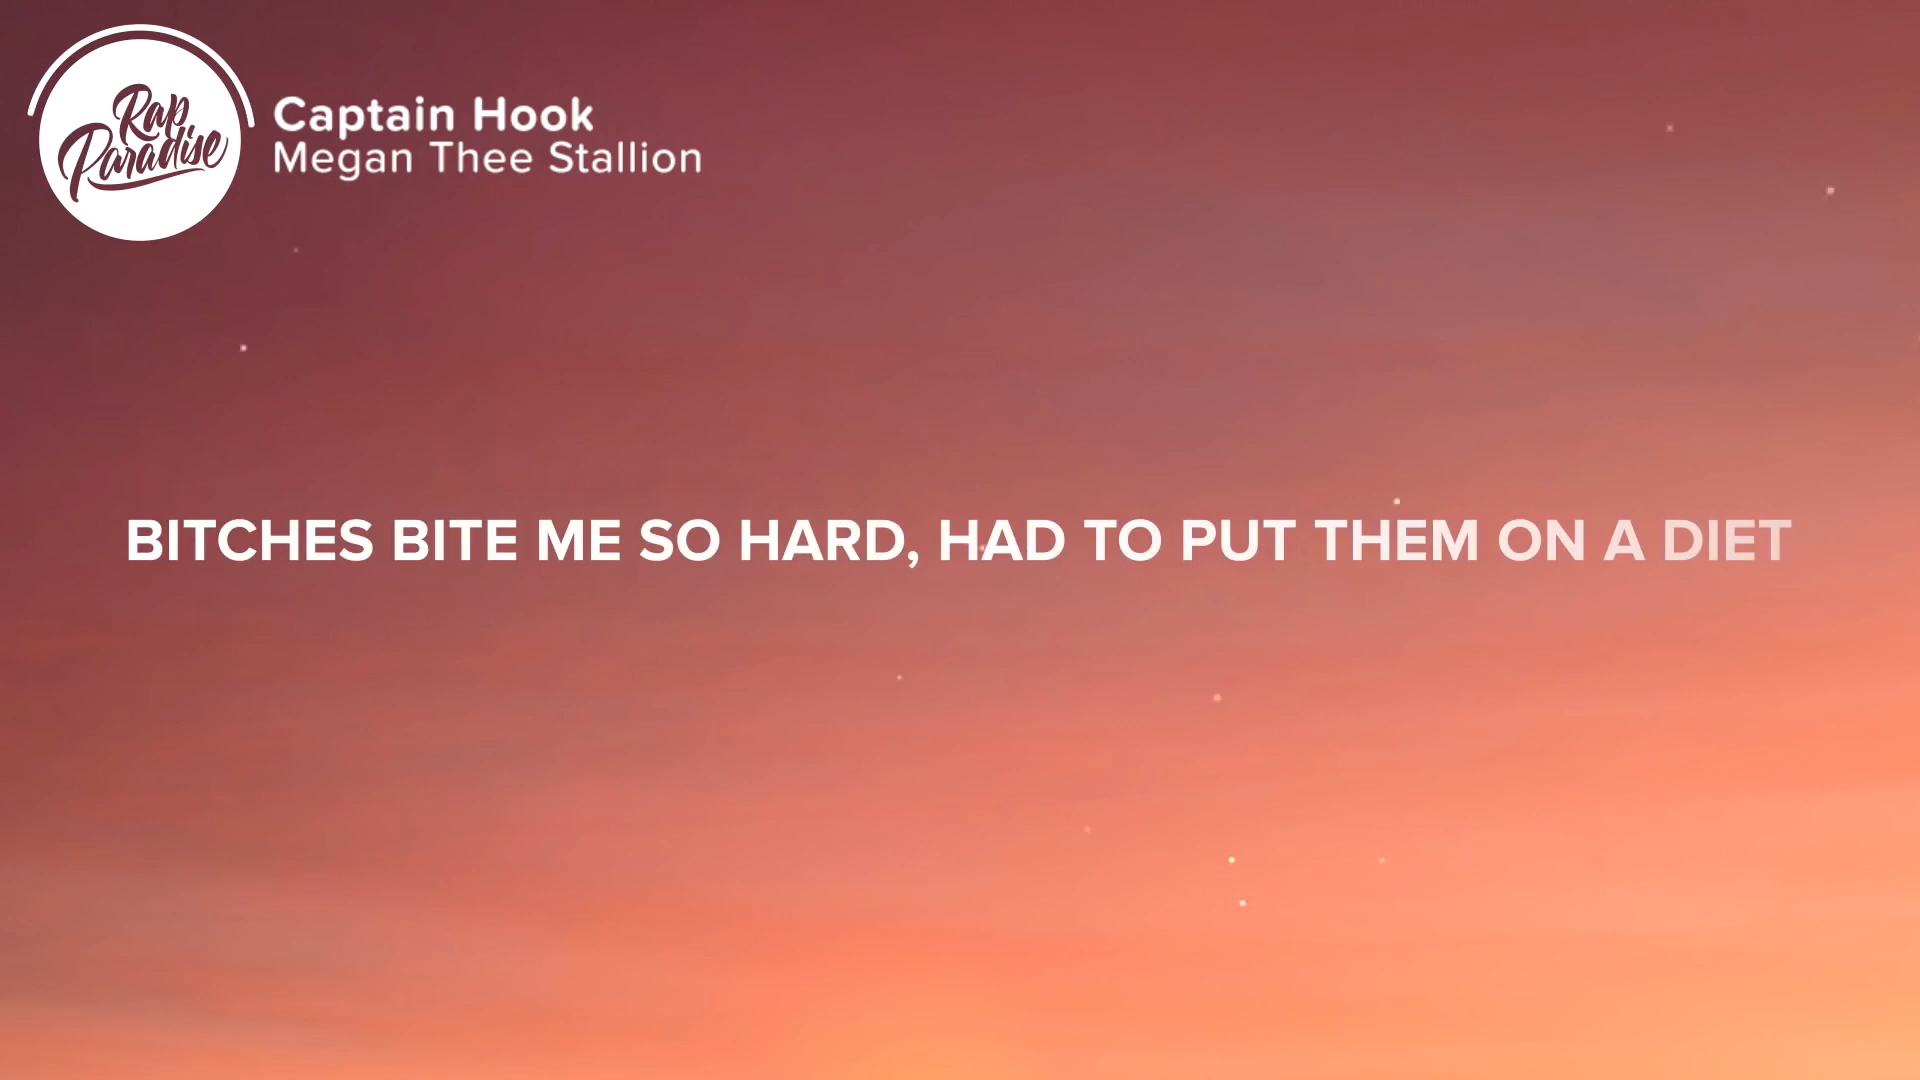 Rap
Paradise
Captain Hook
Megan Thee Stallion
BITCHES BITE ME SO HARD, HAD TO PUT THEM ON A DIET